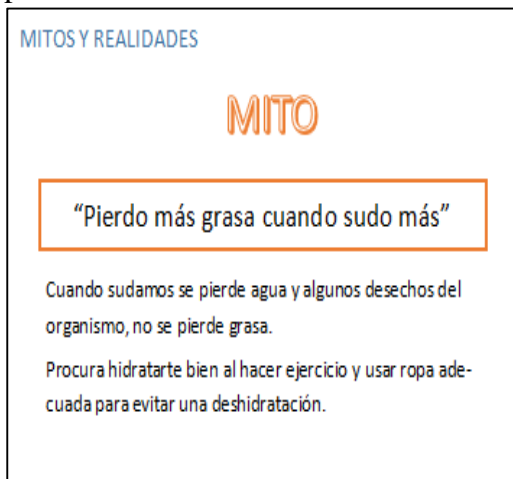 MITOS Y REALIDADES
MITO
“Pierdo más grasa cuando sudo más”
Cuando sudamos se pierde agua y algunos desechos del
organismo, no se pierde grasa.
Procura hidratarte bien al hacer ejercicio y usar ropa ade-
cuada para evitar una deshidratación.